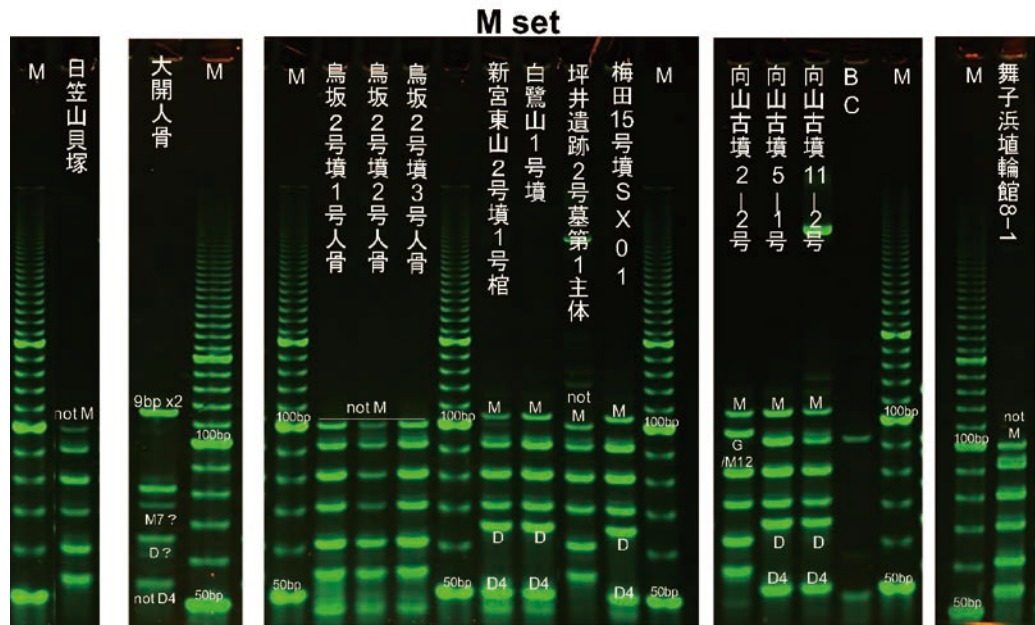 M set
M
日笠山貝塚
not M
100bp
50bp
大開人骨
M
9bp x2
100bp
M7 ?
D ?
not D4
50bp
M
鳥坂2号墳1号人骨
鳥坂2号墳2号人骨
鳥坂2号墳3号人骨
新宮東山2号墳1号棺
白鷺山1号墳
坪井遺跡2号墓第1主体
梅田15号墳SX01
M
100bp
not M
100bp
M
M
not
M
M
100bp
D
D
D
50bp
50bp
D4
D4
D4
50bp
向山古墳2―2号
向山古墳5―1号
向山古墳11―2号
BC
M
M
M
M
100bp
G
/M12
D
D
D4
D4
50bp
M
舞子浜埴輪館8-1
not
M
100bp
50bp